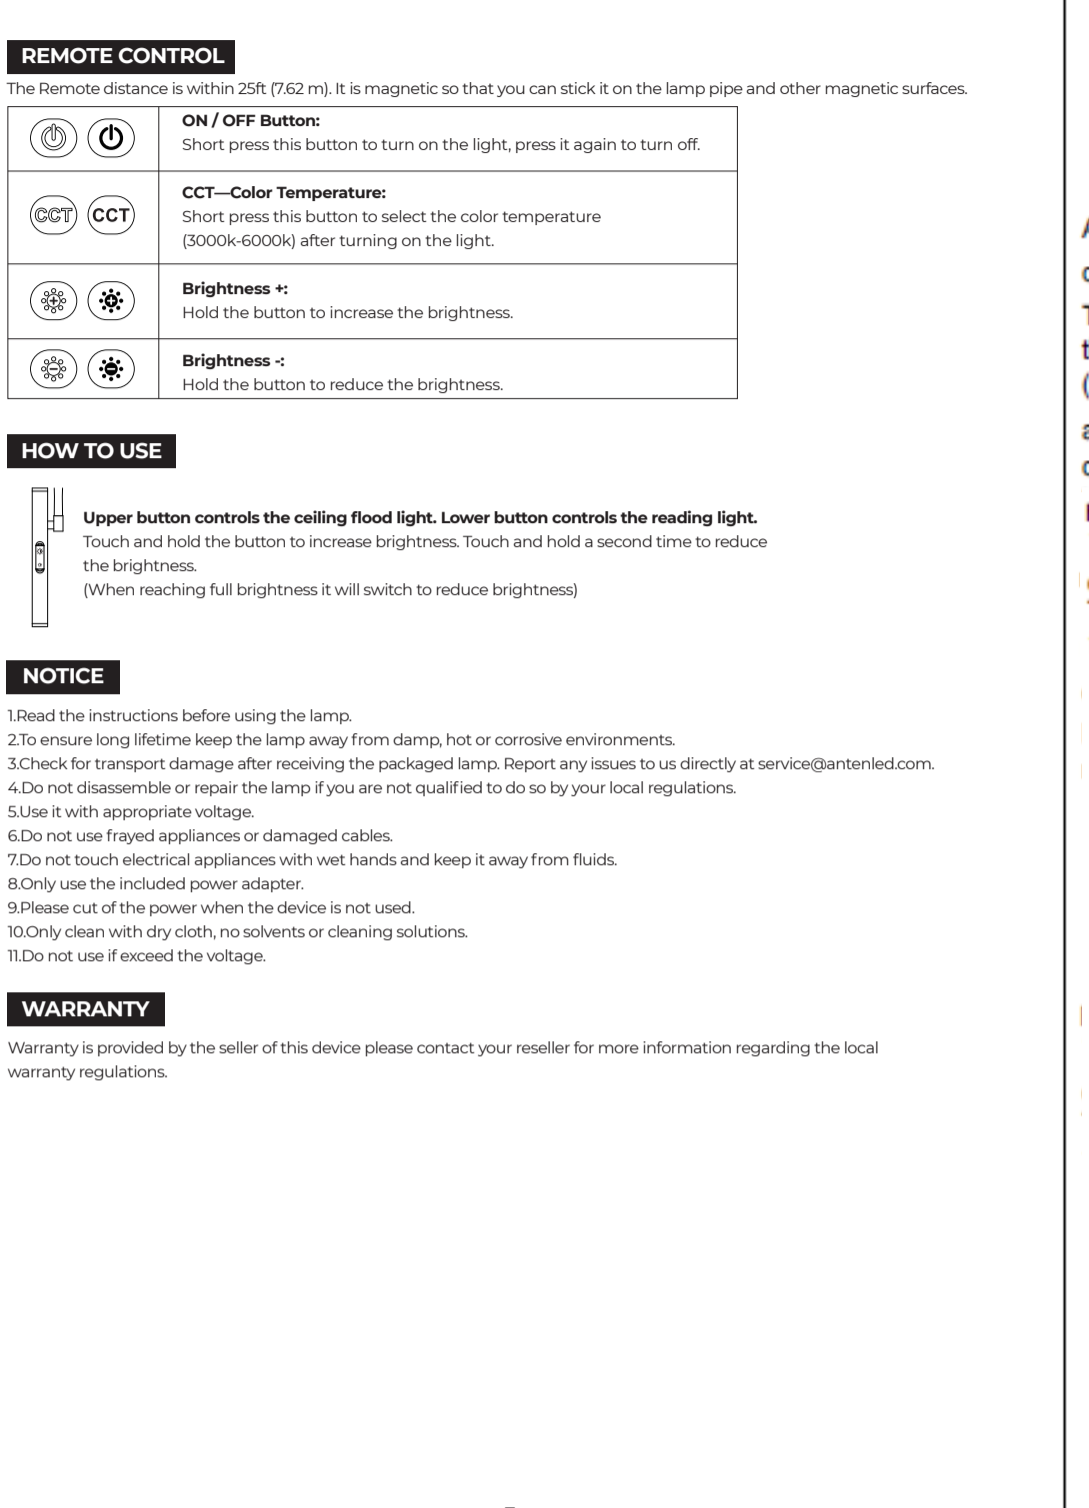 REMOTE CONTROL
The Remote distance is within 25ft (7.62 m). It is magnetic so that you can stick it on the lamp pipe and other magnetic surfaces.
ON / OFF Button:
Short press this button to turn on the light, press it again to turn off.
CCT CCT
CCT—Color Temperature:
Short press this button to select the color temperature
(3000k-6000k) after turning on the light.
Brightness +:
Hold the button to increase the brightness.
Brightness -:
Hold the button to reduce the brightness.
HOW TO USE
Upper button controls the ceiling flood light. Lower button controls the reading light.
Touch and hold the button to increase brightness. Touch and hold a second time to reduce
the brightness.
(When reaching full brightness it will switch to reduce brightness)
NOTICE
1.Read the instructions before using the lamp.
2.To ensure long lifetime keep the lamp away from damp, hot or corrosive environments.
3.Check for transport damage after receiving the packaged lamp. Report any issues to us directly at service@antenled.com.
4.Do not disassemble or repair the lamp if you are not qualified to do so by your local regulations.
5.Use it with appropriate voltage.
6.Do not use frayed appliances or damaged cables.
7.Do not touch electrical appliances with wet hands and keep it away from fluids.
8.Only use the included power adapter.
9.Please cut of the power when the device is not used.
10.Only clean with dry cloth, no solvents or cleaning solutions.
11.Do not use if exceed the voltage.
WARRANTY
Warranty is provided by the seller of this device please contact your reseller for more information regarding the local
warranty regulations.